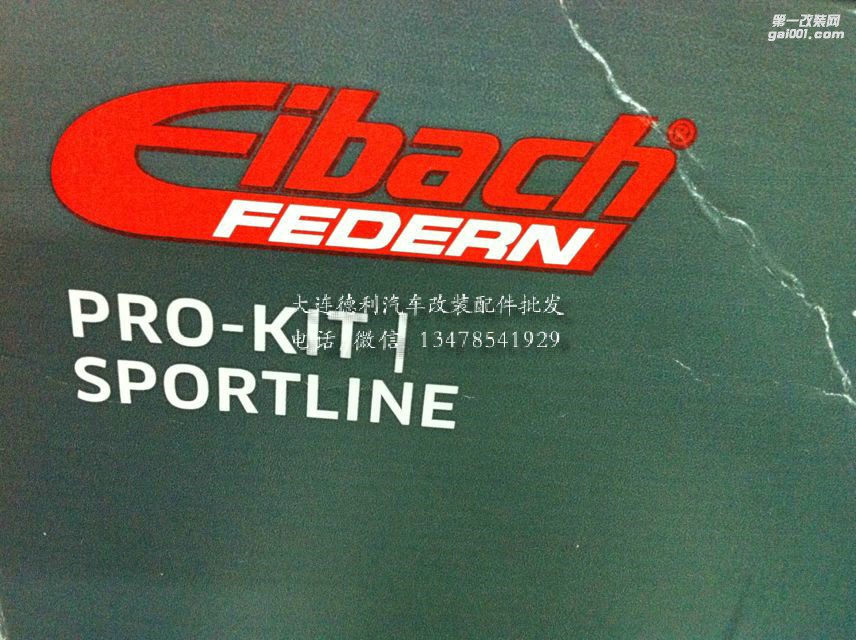 第一改装网
gai001.com
Eibach®
FEDERN
PRO-KIT |
SPORTLINE
大连德利汽车改装配件批发
电话/微信 13478541929